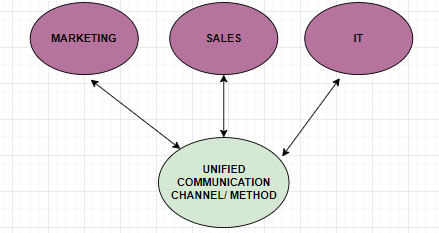 MARKETING
SALES
IT
UNIFIED
COMMUNICATION
CHANNEL/ METHOD